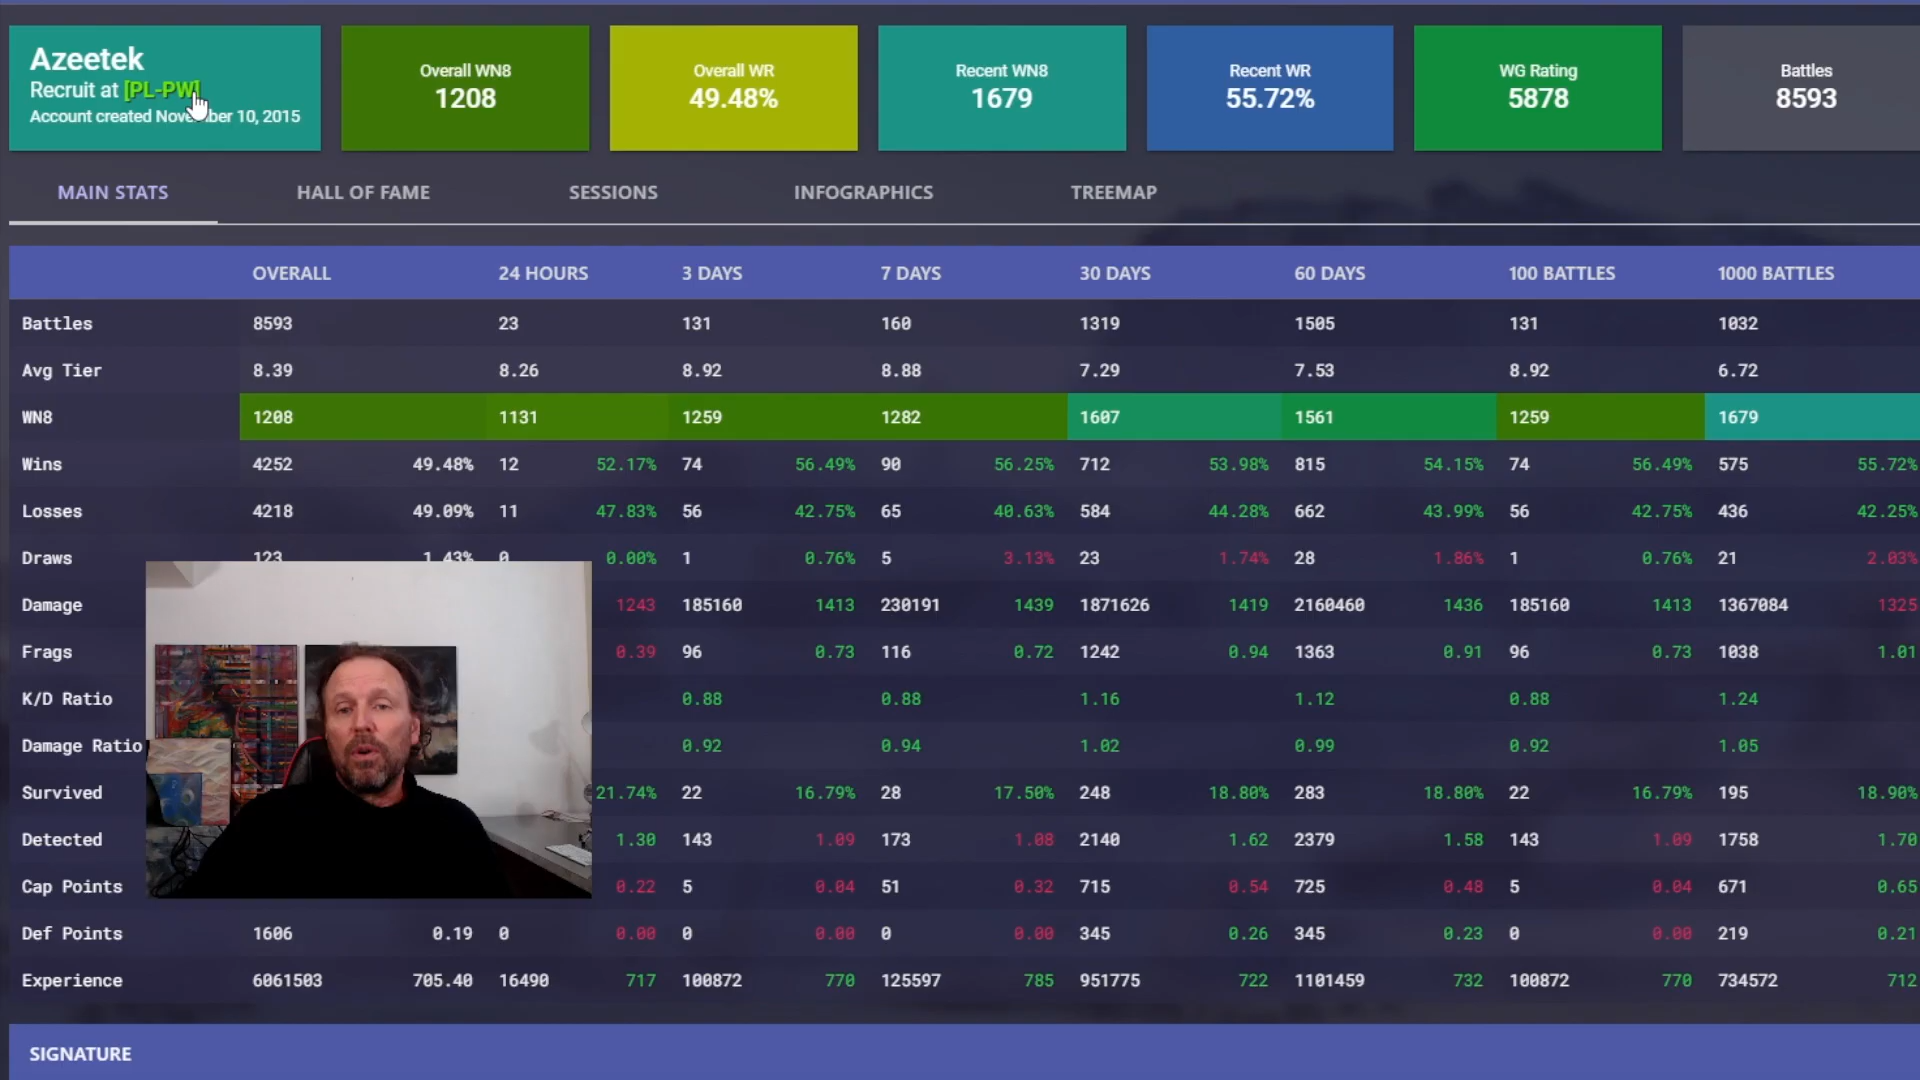 Azeetek
Recruit at [PL-PW]
Account created November 10, 2015
Overall WN8
1208
Overall WR
49.48%
Recent WN8
1679
Recent WR
55.72%
WG Rating
5878
Battles
8593
MAIN STATS HALL OF FAME SESSIONS INFOGRAPHICS TREEMAP
OVERALL 24 HOURS 3 DAYS 7 DAYS 30 DAYS 60 DAYS 100 BATTLES 1000 BATTLES
Battles 8593 23 131 160 1319 1505 131 1032
Avg Tier 8.39 8.26 8.92 8.88 7.29 7.53 8.92 6.72
WN8 1208 1131 1259 1282 1607 1561 1259 1679
Wins 4252 49.48% 12 52.17% 74 56.49% 90 56.25% 712 53.98% 815 54.15% 74 56.49% 575 55.72%
Losses 4218 49.09% 11 47.83% 56 42.75% 65 40.63% 584 44.28% 662 43.99% 56 42.75% 436 42.25%
Draws 123 1.43% 0 0.00% 1 0.76% 5 3.13% 23 1.74% 28 1.86% 1 0.76% 21 2.03%
Damage 1243 185160 1413 230191 1439 1871626 1419 2160460 1436 185160 1413 1367084 1325
Frags 0.39 96 0.73 116 0.72 1242 0.94 1363 0.91 96 0.73 1038 1.01
K/D Ratio 0.88 0.88 1.16 1.12 0.88 1.24
Damage Ratio 0.92 0.94 1.02 0.99 0.92 1.05
Survived 21.74% 22 16.79% 28 17.50% 248 18.80% 283 18.80% 22 16.79% 195 18.90%
Detected 1.30 143 1.09 173 1.08 2140 1.62 2379 1.58 143 1.09 1758 1.70
Cap Points 0.22 5 0.04 51 0.32 715 0.54 725 0.48 5 0.04 671 0.65
Def Points 1606 0.19 0 0.00 0 0.00 0 0.00 345 0.26 345 0.23 0 0.00 219 0.21
Experience 6061503 705.40 16490 717 100872 770 125597 785 951775 722 1101459 732 100872 770 734572 712
SIGNATURE